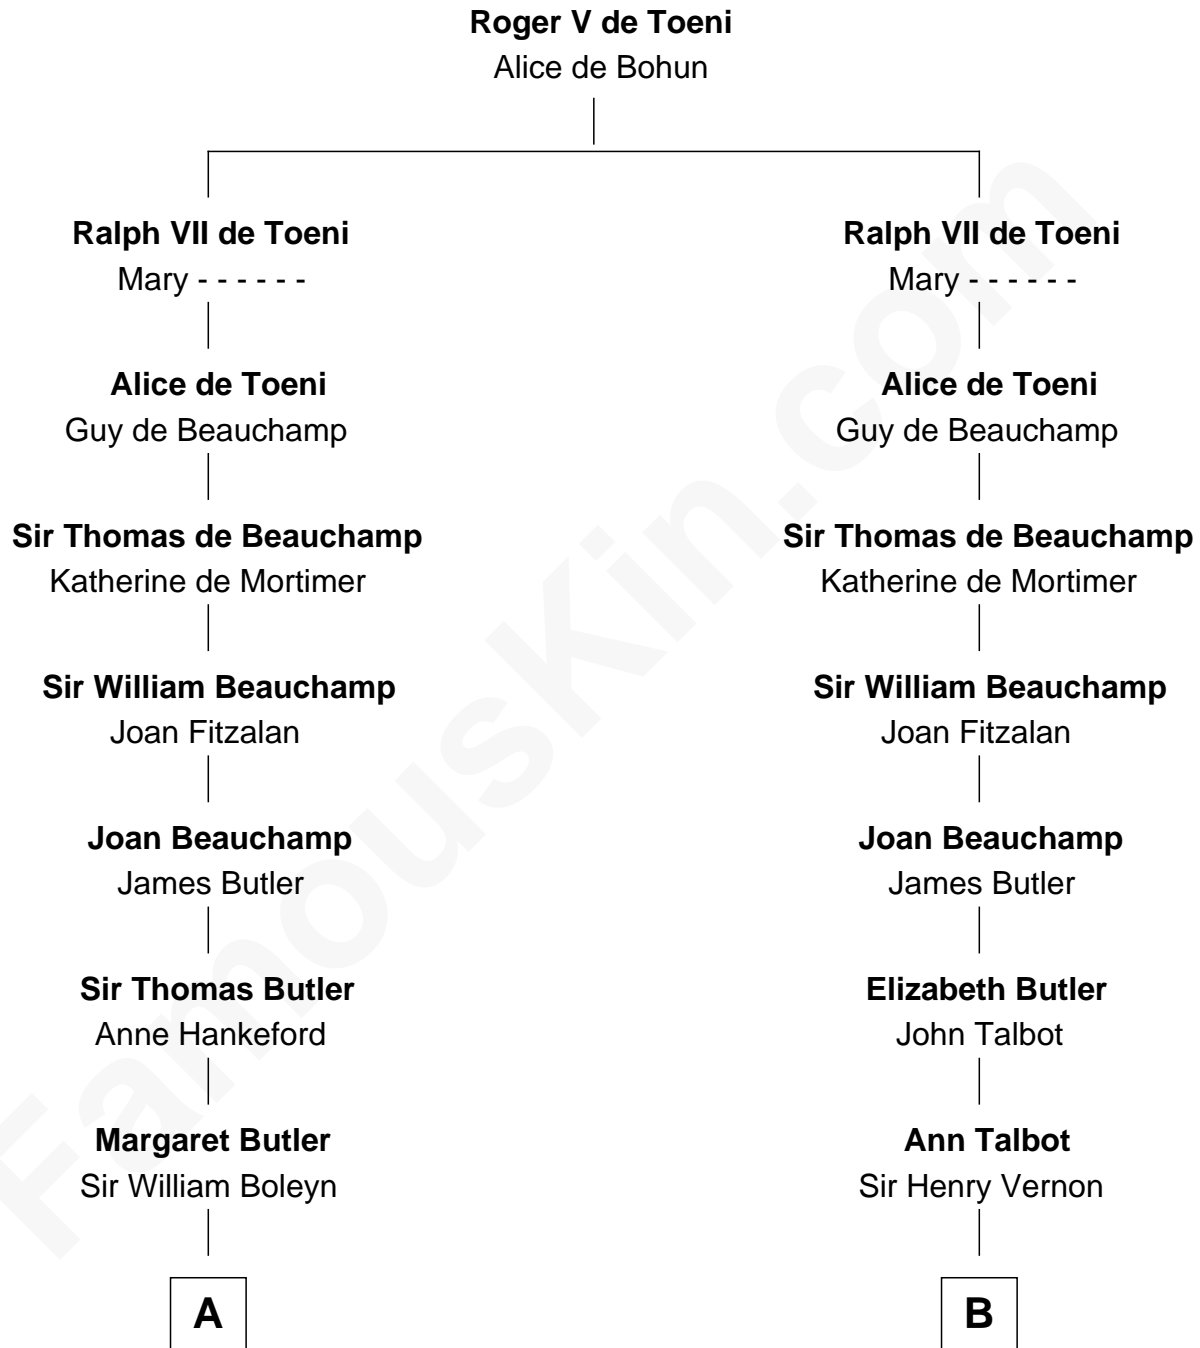 Roger V de Toeni
Alice de Bohun
Ralph VII de Toeni
Mary - - - - - -
Alice de Toeni
Guy de Beauchamp
Sir Thomas de Beauchamp
Katherine de Mortimer
Sir William Beauchamp
Joan Fitzalan
Joan Beauchamp
James Butler
Sir Thomas Butler
Anne Hankeford
Margaret Butler
Sir William Boleyn
A
Ralph VII de Toeni
Mary - - - - - -
Alice de Toeni
Guy de Beauchamp
Sir Thomas de Beauchamp
Katherine de Mortimer
Sir William Beauchamp
Joan Fitzalan
Joan Beauchamp
James Butler
Elizabeth Butler
John Talbot
Ann Talbot
Sir Henry Vernon
B
FamousKin.com